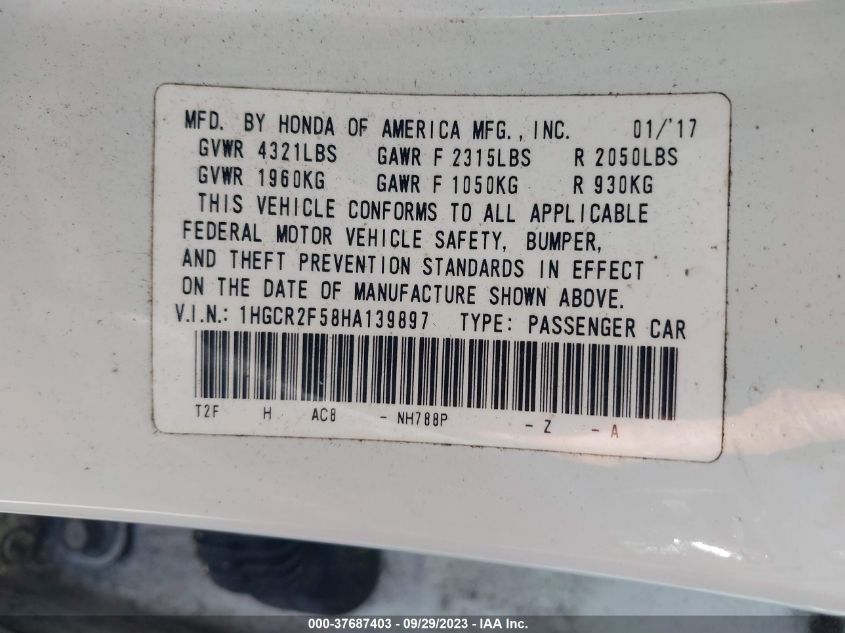 MFD. BY HONDA OF AMERICA MFG., INC. 01/'17
GVWR 4321LBS GAWR F 2315LBS R 2050LBS
GVWR 1960KG GAWR F 1050KG R 930KG
THIS VEHICLE CONFORMS TO ALL APPLICABLE
FEDERAL MOTOR VEHICLE SAFETY, BUMPER,
AND THEFT PREVENTION STANDARDS IN EFFECT
ON THE DATE OF MANUFACTURE SHOWN ABOVE.
V.I.N.: 1HGCR2F58HA139897 TYPE: PASSENGER CAR
T2F H AC8 - NH788P - Z - A
000-37687403 - 09/29/2023 - IAA Inc.